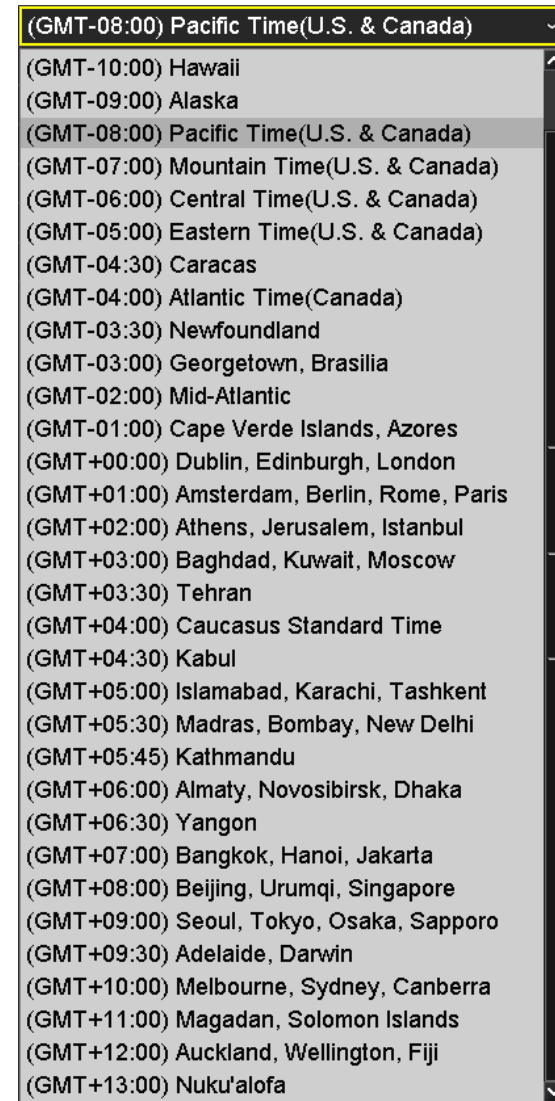 (GMT-08:00) Pacific Time(U.S. & Canada)
(GMT-10:00) Hawaii
(GMT-09:00) Alaska
(GMT-08:00) Pacific Time(U.S. & Canada)
(GMT-07:00) Mountain Time(U.S. & Canada)
(GMT-06:00) Central Time(U.S. & Canada)
(GMT-05:00) Eastern Time(U.S. & Canada)
(GMT-04:30) Caracas
(GMT-04:00) Atlantic Time(Canada)
(GMT-03:30) Newfoundland
(GMT-03:00) Georgetown, Brasilia
(GMT-02:00) Mid-Atlantic
(GMT-01:00) Cape Verde Islands, Azores
(GMT+00:00) Dublin, Edinburgh, London
(GMT+01:00) Amsterdam, Berlin, Rome, Paris
(GMT+02:00) Athens, Jerusalem, Istanbul
(GMT+03:00) Baghdad, Kuwait, Moscow
(GMT+03:30) Tehran
(GMT+04:00) Caucasus Standard Time
(GMT+04:30) Kabul
(GMT+05:00) Islamabad, Karachi, Tashkent
(GMT+05:30) Madras, Bombay, New Delhi
(GMT+05:45) Kathmandu
(GMT+06:00) Almaty, Novosibirsk, Dhaka
(GMT+06:30) Yangon
(GMT+07:00) Bangkok, Hanoi, Jakarta
(GMT+08:00) Beijing, Urumqi, Singapore
(GMT+09:00) Seoul, Tokyo, Osaka, Sapporo
(GMT+09:30) Adelaide, Darwin
(GMT+10:00) Melbourne, Sydney, Canberra
(GMT+11:00) Magadan, Solomon Islands
(GMT+12:00) Auckland, Wellington, Fiji
(GMT+13:00) Nuku'alofa